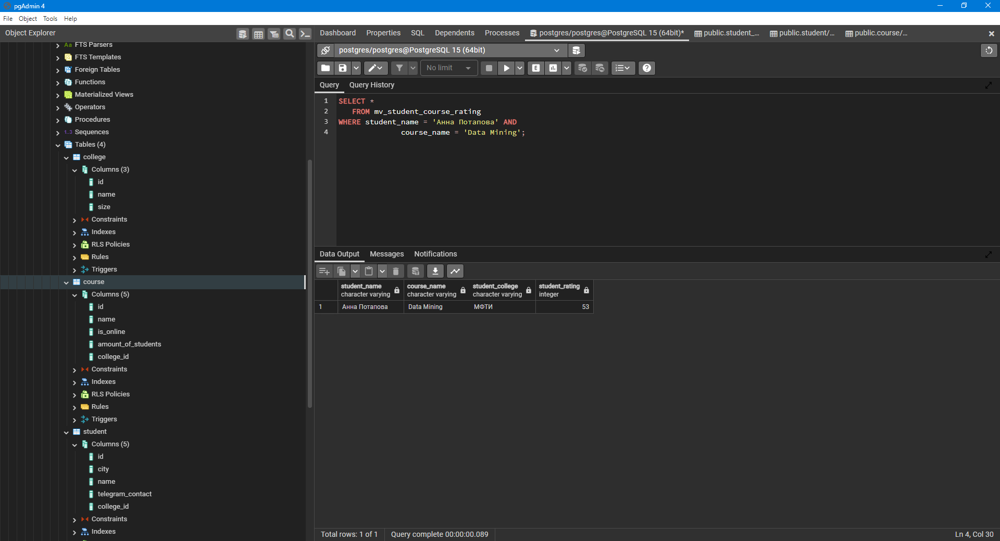 pgAdmin 4
File Object Tools Help
Object Explorer
FTS Parsers
FTS Templates
Foreign Tables
Functions
Materialized Views
Operators
Procedures
Sequences
Tables (4)
college
Columns (3)
id
name
size
Constraints
Indexes
RLS Policies
Rules
Triggers
course
Columns (5)
id
name
is_online
amount_of_students
college_id
Constraints
Indexes
RLS Policies
Rules
Triggers
student
Columns (5)
id
city
name
telegram_contact
college_id
Constraints
Indexes
Dashboard Properties SQL Dependents Processes postgres/postgres@PostgreSQL 15 (64bit)* public.student_... public.student/... public.course/...
postgres/postgres@PostgreSQL 15 (64bit)
No limit
Query Query History
1 SELECT *
2 FROM mv_student_course_rating
3 WHERE student_name = 'Анна Потапова' AND
4 course_name = 'Data Mining';
Data Output Messages Notifications
student_name course_name student_college student_rating
character varying character varying character varying integer
1 Анна Потапова Data Mining МФТИ 53
Total rows: 1 of 1 Query complete 00:00:00.089 Ln 4, Col 30